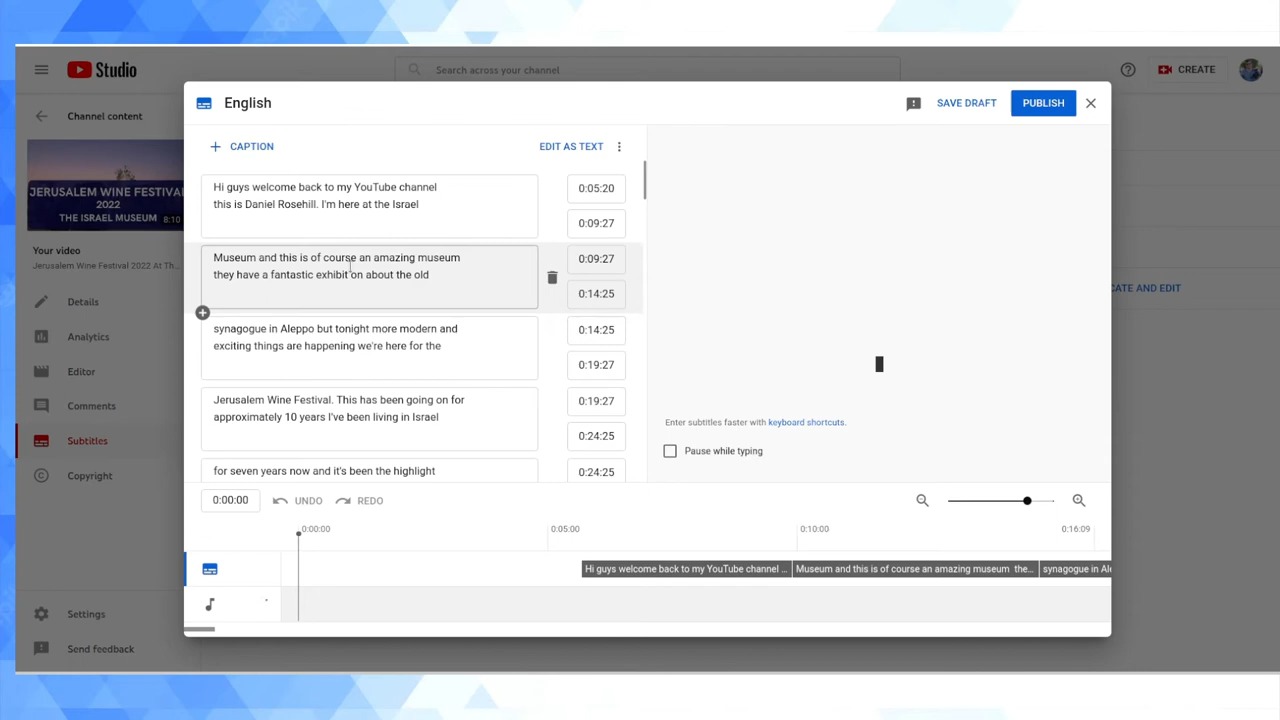 Studio
Search across your channel
CREATE
Channel content
JERUSALEM WINE FESTIVAL
2022
THE ISRAEL MUSEUM
8:10
Your video
Jerusalem Wine Festival 2022 At Th...
Details
Analytics
Editor
Comments
Subtitles
Copyright
Settings
Send feedback
English
SAVE DRAFT
PUBLISH
CAPTION
EDIT AS TEXT
Hi guys welcome back to my YouTube channel
this is Daniel Rosehill. I'm here at the Israel
0:05:20
0:09:27
Museum and this is of course an amazing museum
they have a fantastic exhibition about the old
0:09:27
0:14:25
synagogue in Aleppo but tonight more modern and
exciting things are happening we're here for the
0:14:25
0:19:27
Jerusalem Wine Festival. This has been going on for
approximately 10 years I've been living in Israel
0:19:27
0:24:25
for seven years now and it's been the highlight
0:24:25
Enter subtitles faster with keyboard shortcuts.
Pause while typing
CATE AND EDIT
0:00:00
UNDO
REDO
0:00:00
0:05:00
0:10:00
0:16:09
Hi guys welcome back to my YouTube channel ...
Museum and this is of course an amazing museum the...
synagogue in Al